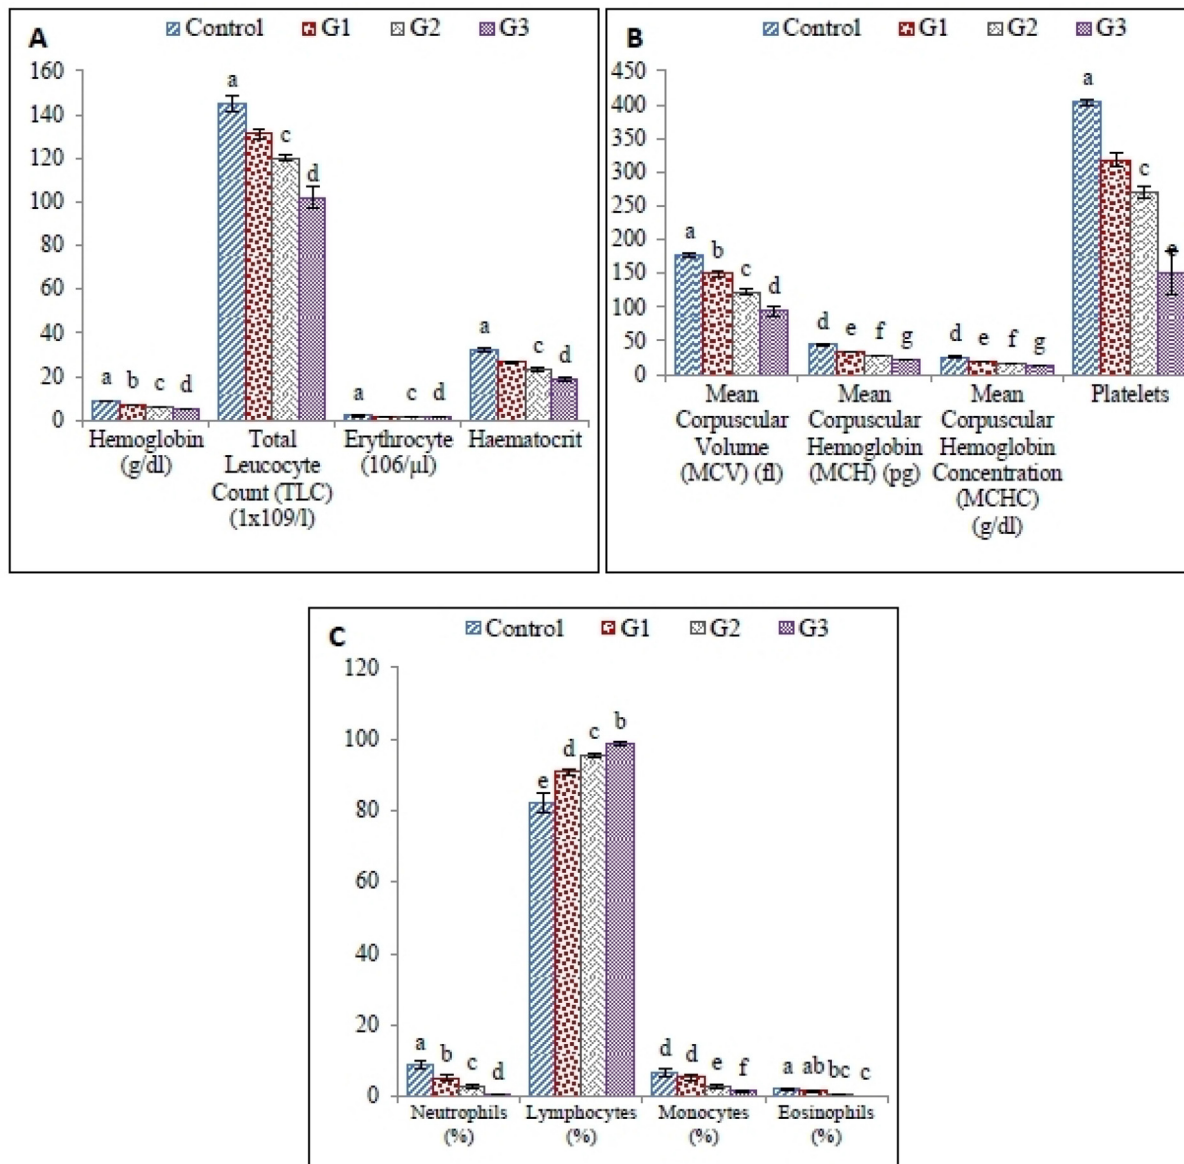 A
Control G1 G2 G3
160
140
120
100
80
60
40
20
0
a b c d
a c d
a c d
a c d
Hemoglobin
(g/dl)
Total
Leucocyte
Count (TLC)
(1x109/l)
Erythrocyte
(106/µl)
Haematocrit
B
Control G1 G2 G3
450
400
350
300
250
200
150
100
50
0
a b c d
d e f g
d e f g
a c e
Mean
Corpuscular
Volume
(MCV) (fl)
Mean
Corpuscular
Hemoglobin
(MCH) (pg)
Mean
Corpuscular
Hemoglobin
Concentration
(MCHC)
(g/dl)
Platelets
C
Control G1 G2 G3
120
100
80
60
40
20
0
a b c d
e d c b
d d e f
a ab bc c
Neutrophils
(%)
Lymphocytes
(%)
Monocytes
(%)
Eosinophils
(%)